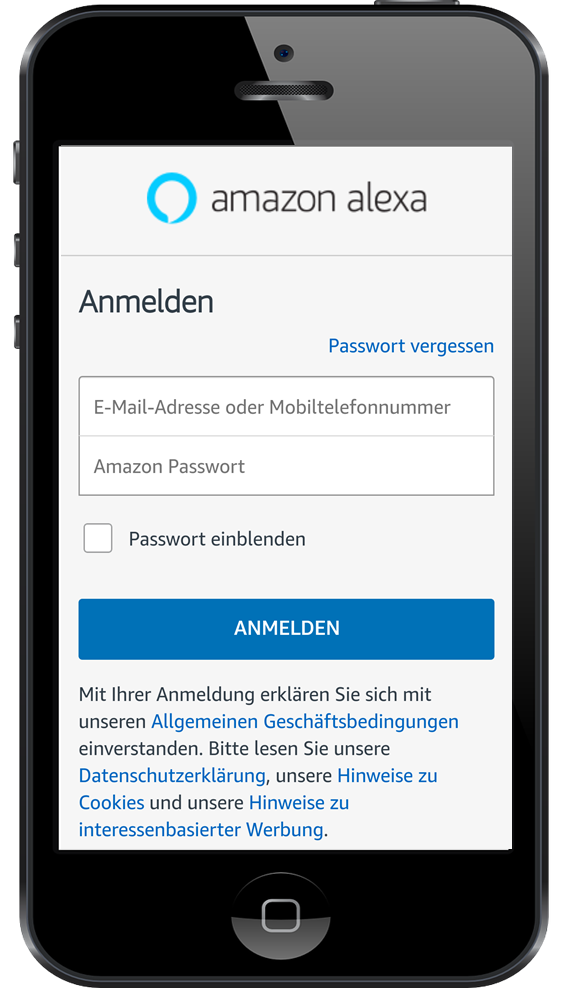 amazon alexa
Anmelden
Passwort vergessen
E-Mail-Adresse oder Mobiltelefonnummer
Amazon Passwort
Passwort einblenden
ANMELDEN
Mit Ihrer Anmeldung erklären Sie sich mit
unseren Allgemeinen Geschäftsbedingungen
einverstanden. Bitte lesen Sie unsere
Datenschutzerklärung, unsere Hinweise zu
Cookies und unsere Hinweise zu
interessenbasierter Werbung.